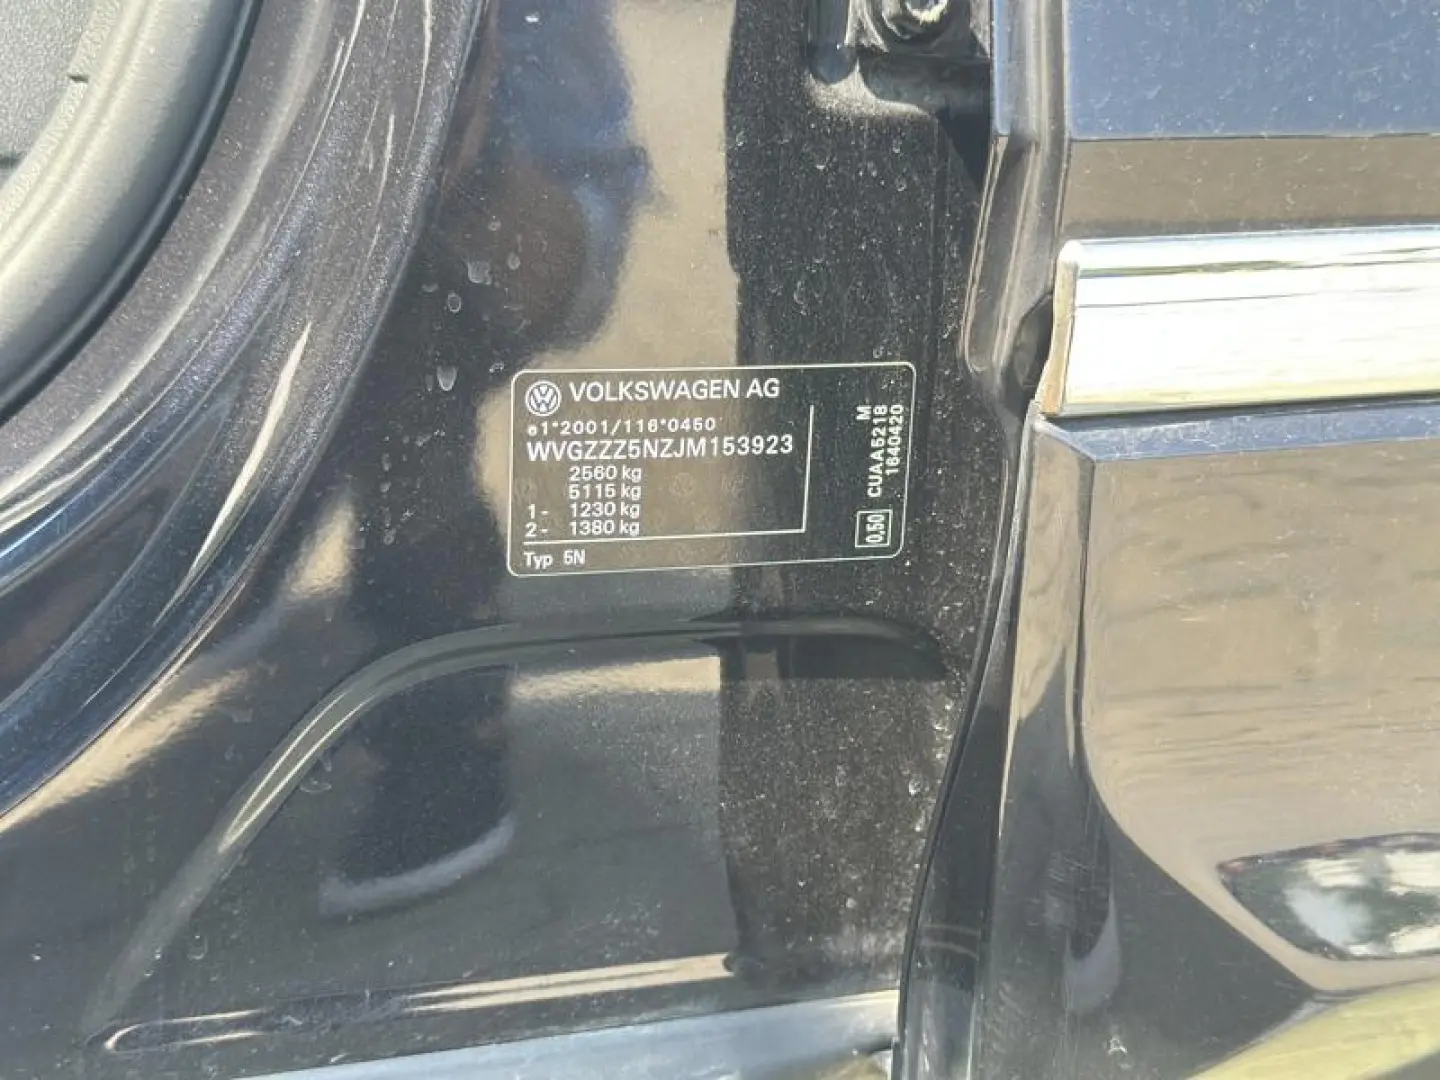 VOLKSWAGEN AG
e1*2001/116*0450
WVGZZZ5NZJM153923
2560 kg
5115 kg
1- 1230 kg
2- 1380 kg
Typ 5N
M
CUAA5218
1640420
0,50